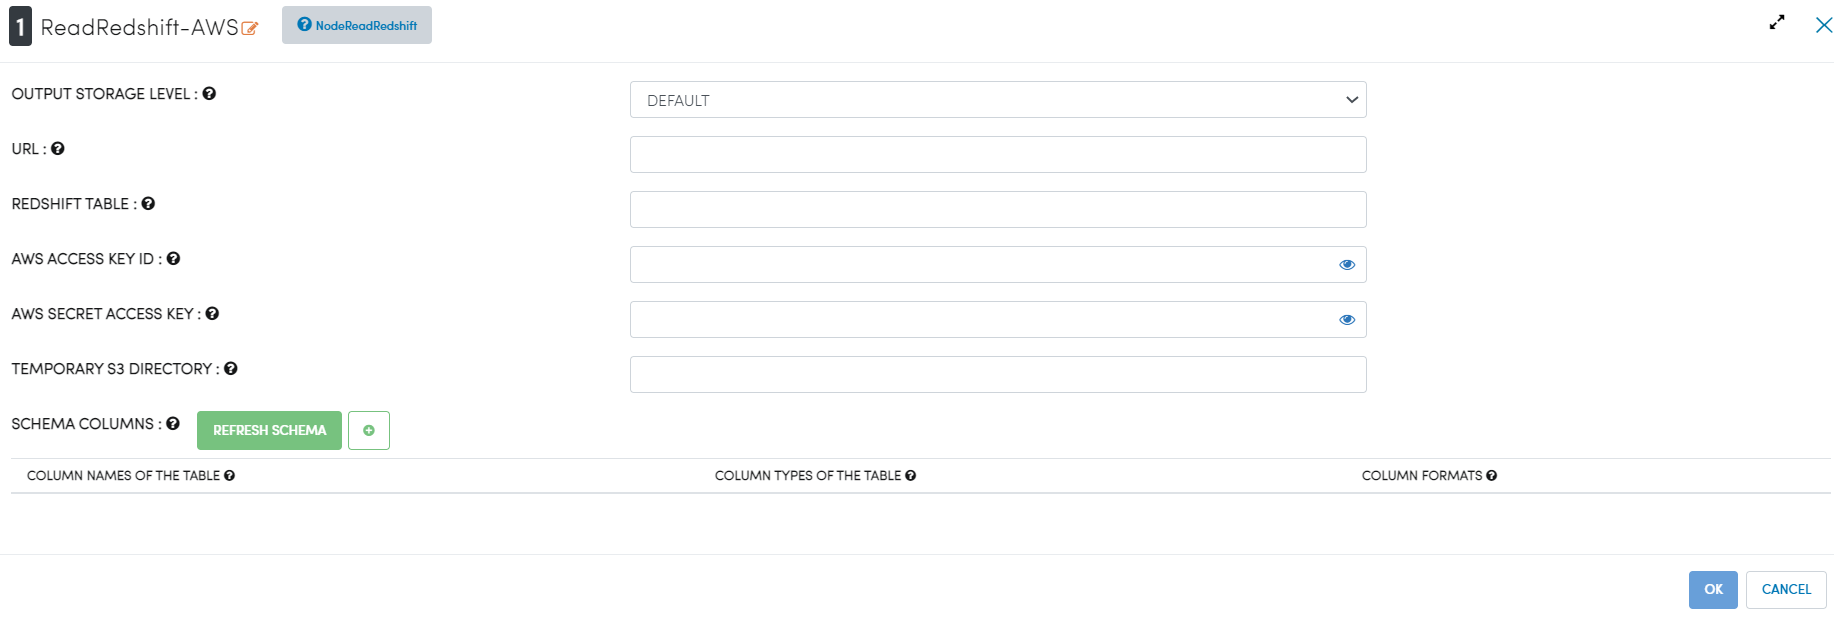 1 ReadRedshift-AWS NodeReadRedshift
OUTPUT STORAGE LEVEL : DEFAULT
URL :
REDSHIFT TABLE :
AWS ACCESS KEY ID :
AWS SECRET ACCESS KEY :
TEMPORARY S3 DIRECTORY :
SCHEMA COLUMNS : REFRESH SCHEMA
COLUMN NAMES OF THE TABLE COLUMN TYPES OF THE TABLE COLUMN FORMATS
OK CANCEL